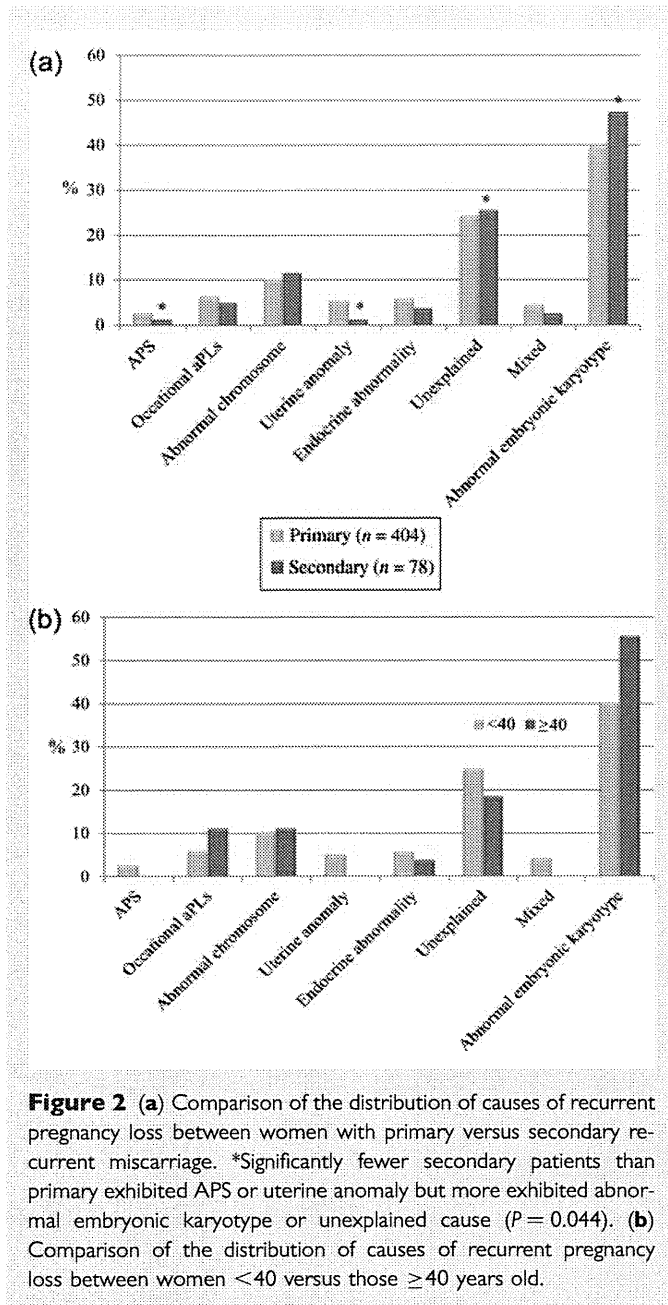 (a)
60
50
40
% 30
20
10
0
*
*
*
*
APS
Occational aPLs
Abnormal chromosome
Uterine anomaly
Endocrine abnormality
Unexplained
Mixed
Abnormal embryonic karyotype
Primary (n = 404)
Secondary (n = 78)
(b)
60
50
40
% 30
20
10
0
<40 ≥40
APS
Occational aPLs
Abnormal chromosome
Uterine anomaly
Endocrine abnormality
Unexplained
Mixed
Abnormal embryonic karyotype
Figure 2 (a) Comparison of the distribution of causes of recurrent
pregnancy loss between women with primary versus secondary re-
current miscarriage. *Significantly fewer secondary patients than
primary exhibited APS or uterine anomaly but more exhibited abnor-
mal embryonic karyotype or unexplained cause (P = 0.044). (b)
Comparison of the distribution of causes of recurrent pregnancy
loss between women <40 versus those ≥40 years old.